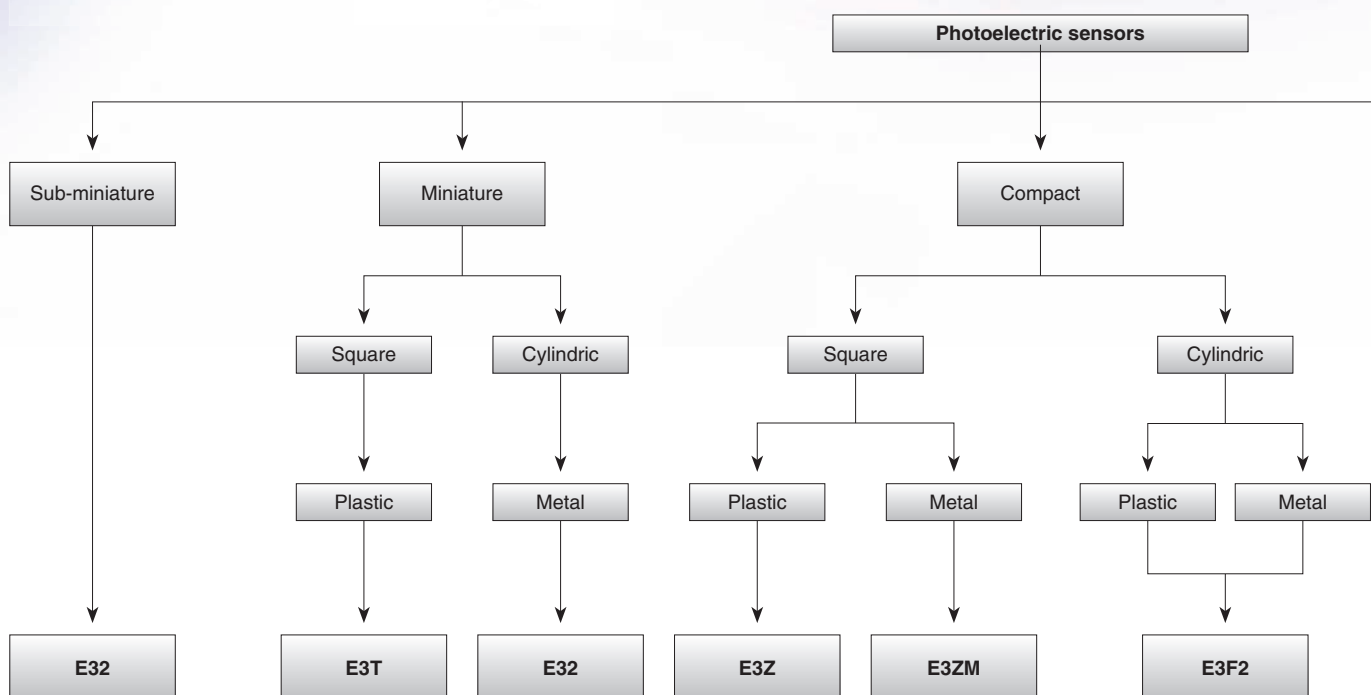 Photoelectric sensors
Sub-miniature
Miniature
Compact
Square
Cylindric
Square
Cylindric
Plastic
Metal
Plastic
Metal
Plastic
Metal
E32
E3T
E32
E3Z
E3ZM
E3F2